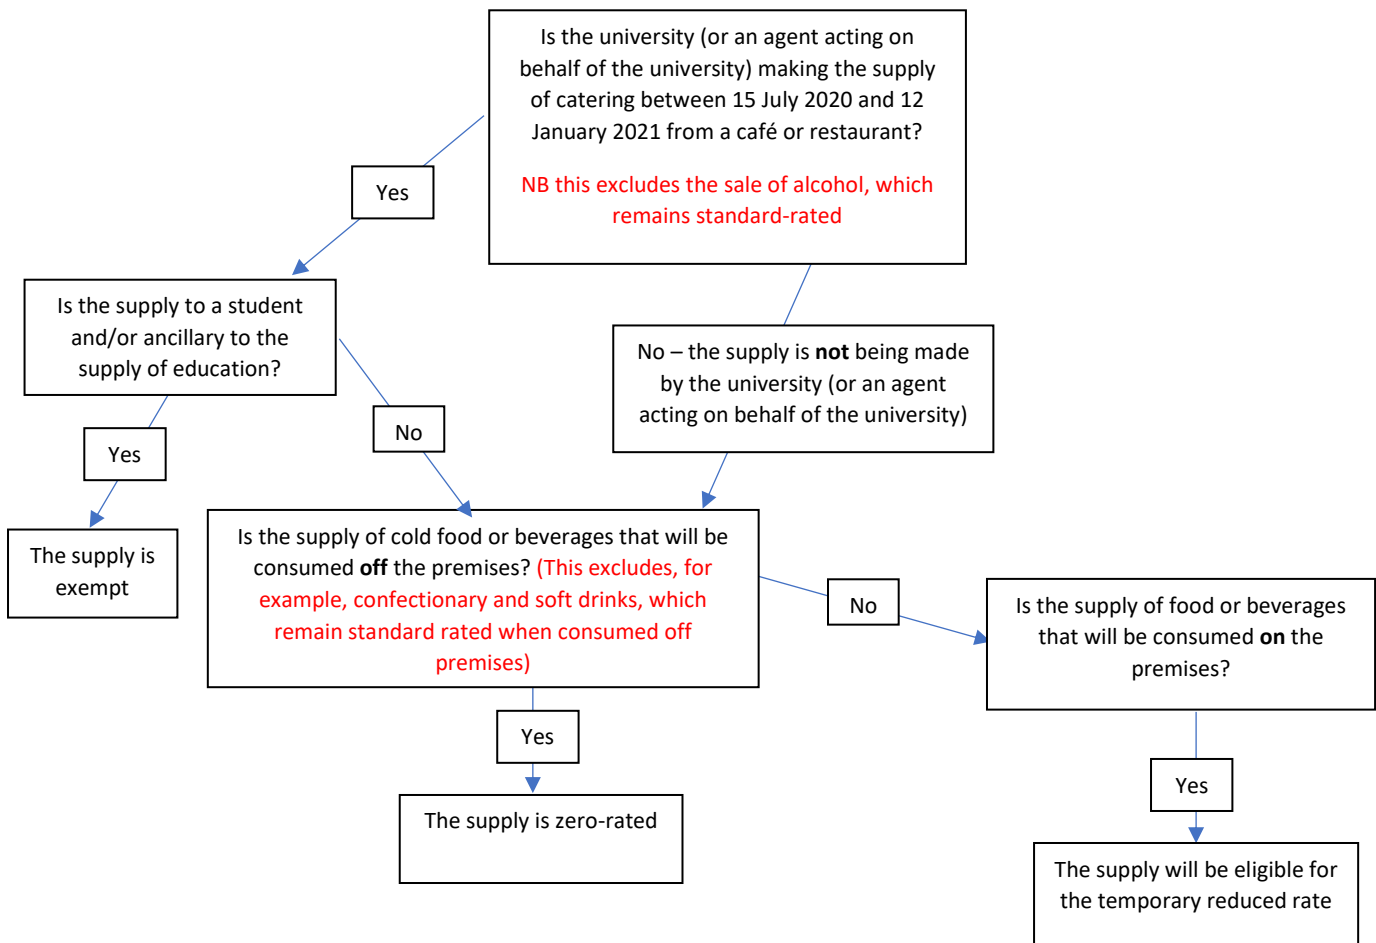 Is the university (or an agent acting on
behalf of the university) making the supply
of catering between 15 July 2020 and 12
January 2021 from a café or restaurant?
NB this excludes the sale of alcohol, which
remains standard-rated
Yes
Is the supply to a student
and/or ancillary to the
supply of education?
No – the supply is not being made
by the university (or an agent
acting on behalf of the university)
No
Yes
The supply is
exempt
Is the supply of cold food or beverages that will be
consumed off the premises? (This excludes, for
example, confectionary and soft drinks, which
remain standard rated when consumed off
premises)
No
Is the supply of food or beverages
that will be consumed on the
premises?
Yes
The supply is zero-rated
Yes
The supply will be eligible for
the temporary reduced rate